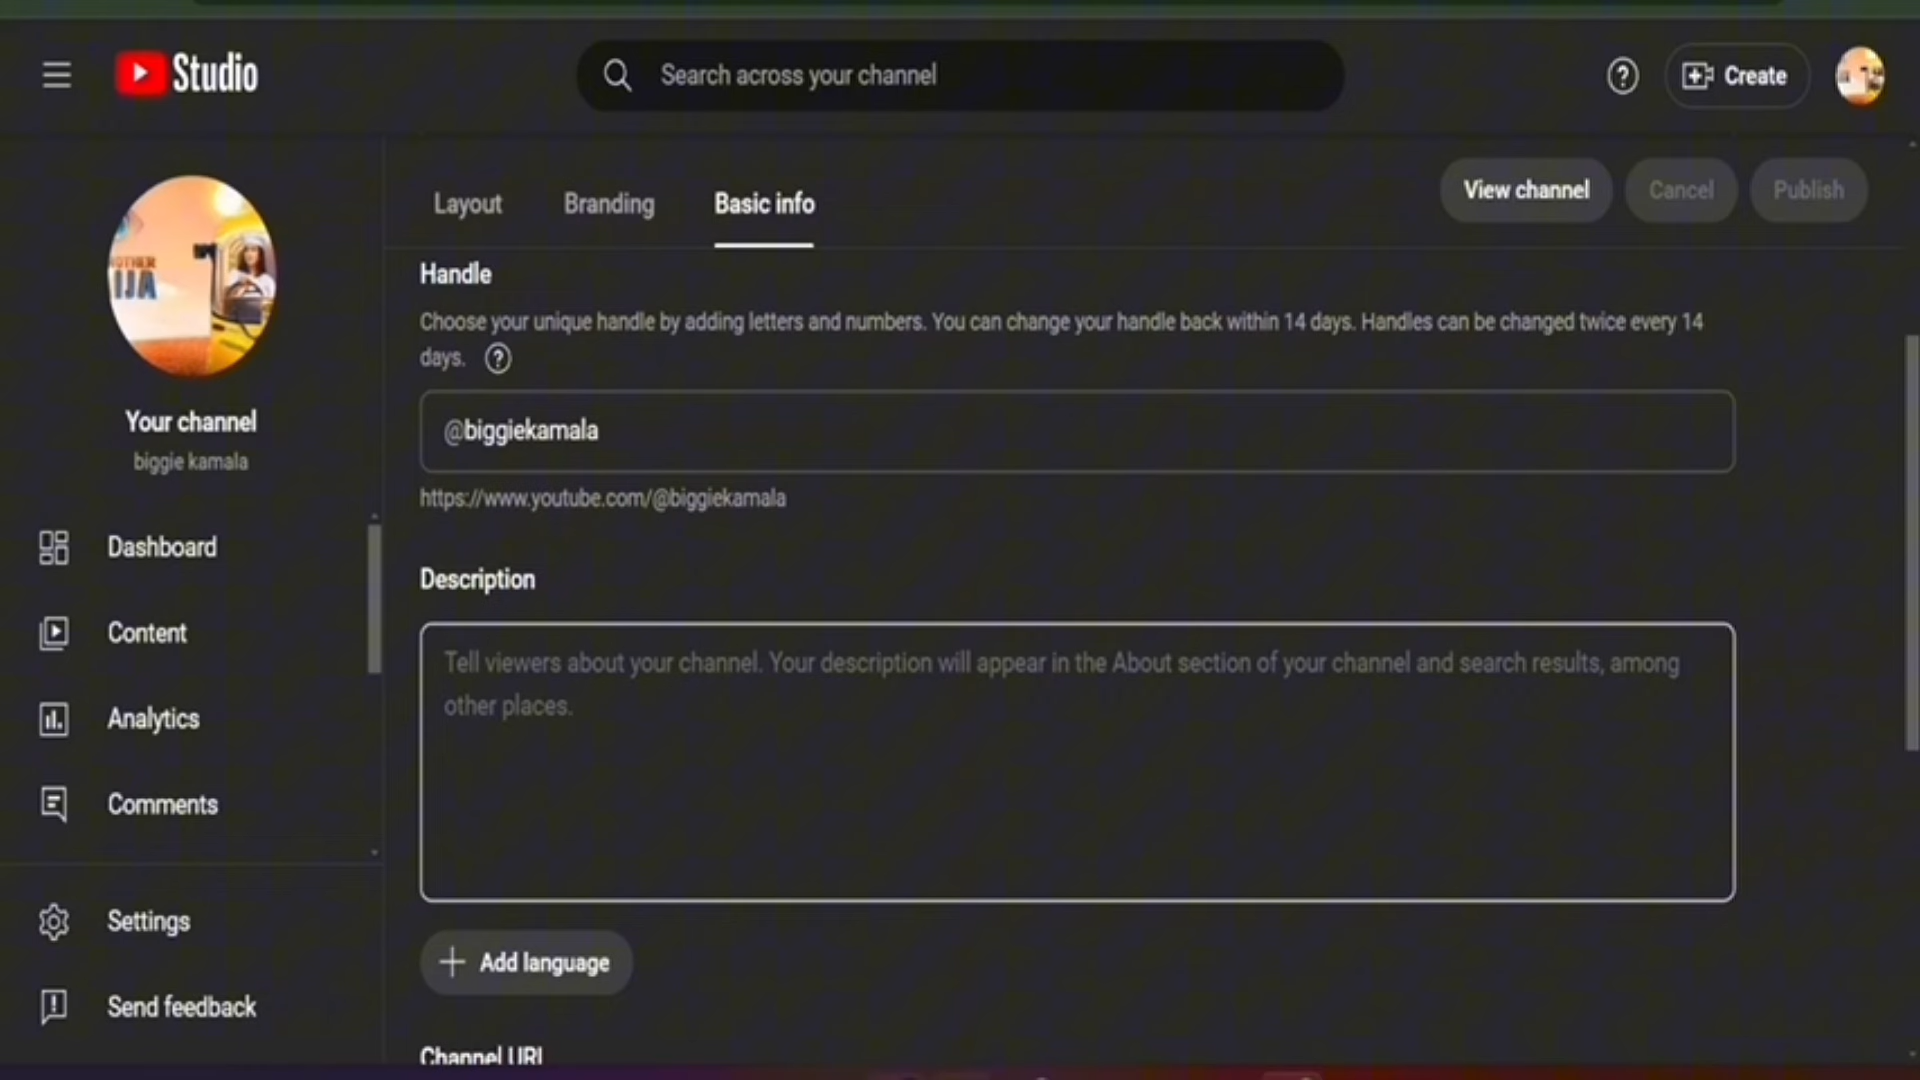 Studio
Search across your channel
Create
Layout
Branding
Basic info
View channel
Cancel
Publish
Handle
Choose your unique handle by adding letters and numbers. You can change your handle back within 14 days. Handles can be changed twice every 14
days.
@biggiekamala
https://www.youtube.com/@biggiekamala
OTHER
IJA
Your channel
biggie kamala
Dashboard
Content
Analytics
Comments
Settings
Send feedback
Description
Tell viewers about your channel. Your description will appear in the About section of your channel and search results, among
other places.
Add language
Channel URL